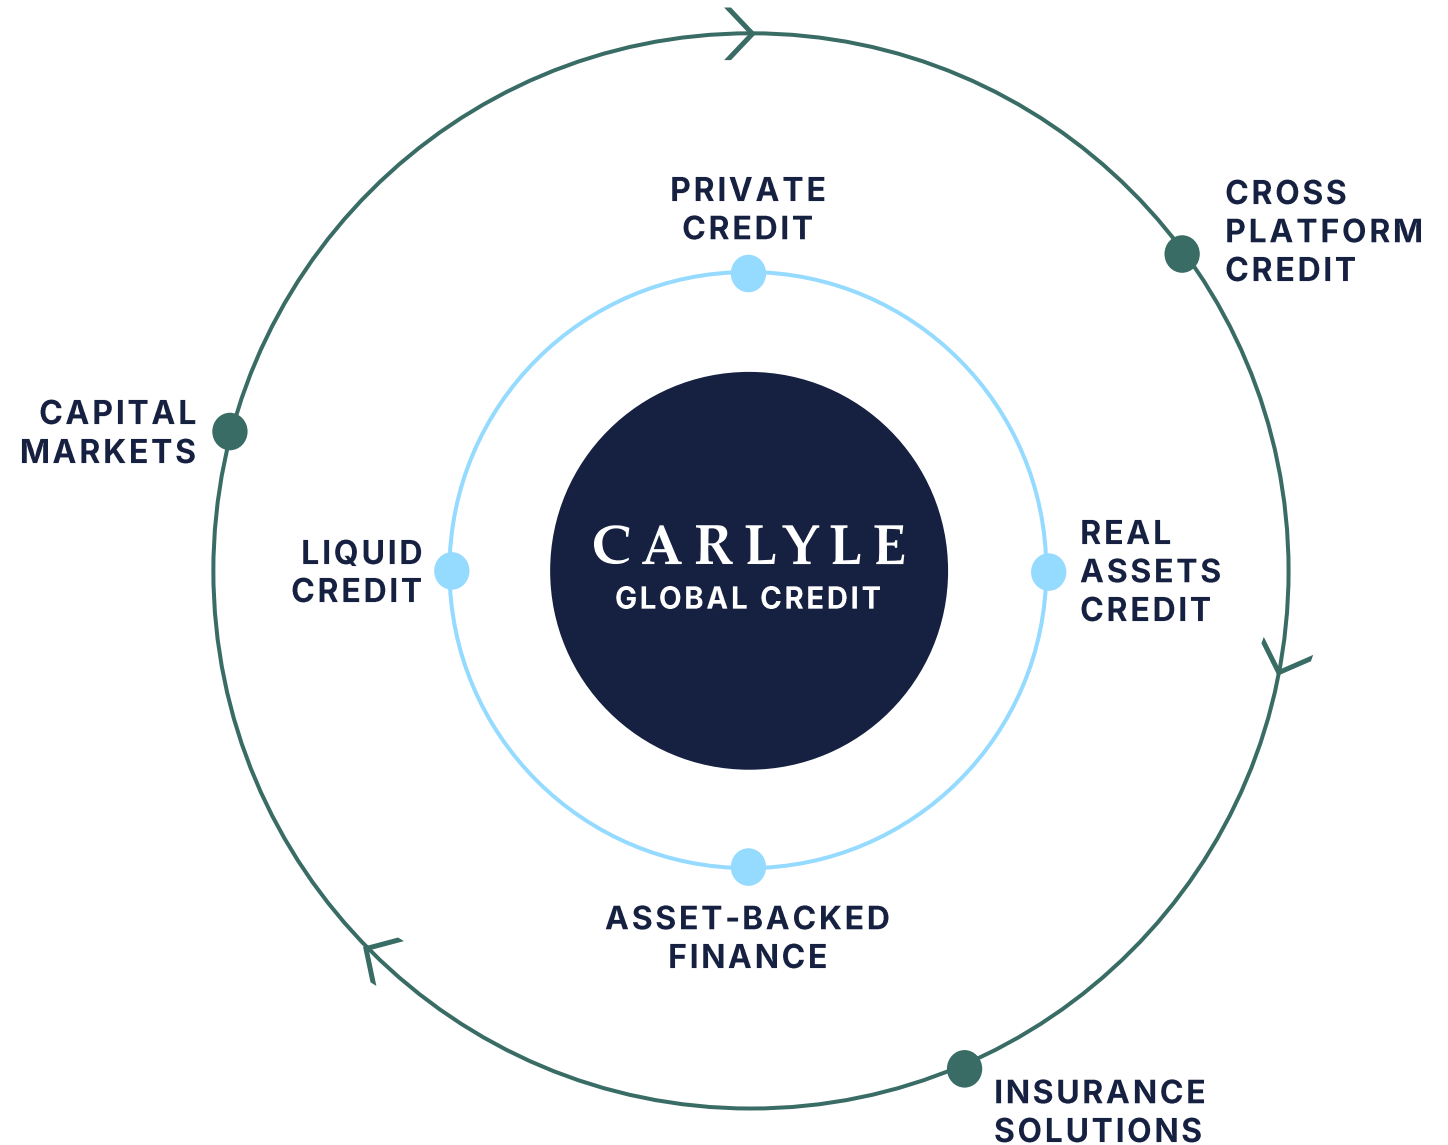 PRIVATE
CREDIT
CROSS
PLATFORM
CREDIT
CAPITAL
MARKETS
LIQUID
CREDIT
CARLYLE
GLOBAL CREDIT
REAL
ASSETS
CREDIT
ASSET-BACKED
FINANCE
INSURANCE
SOLUTIONS